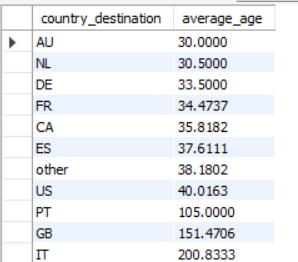 country_destination average_age
AU 30.0000
NL 30.5000
DE 33.5000
FR 34.4737
CA 35.8182
ES 37.6111
other 38.1802
US 40.0163
PT 105.0000
GB 151.4706
IT 200.8333